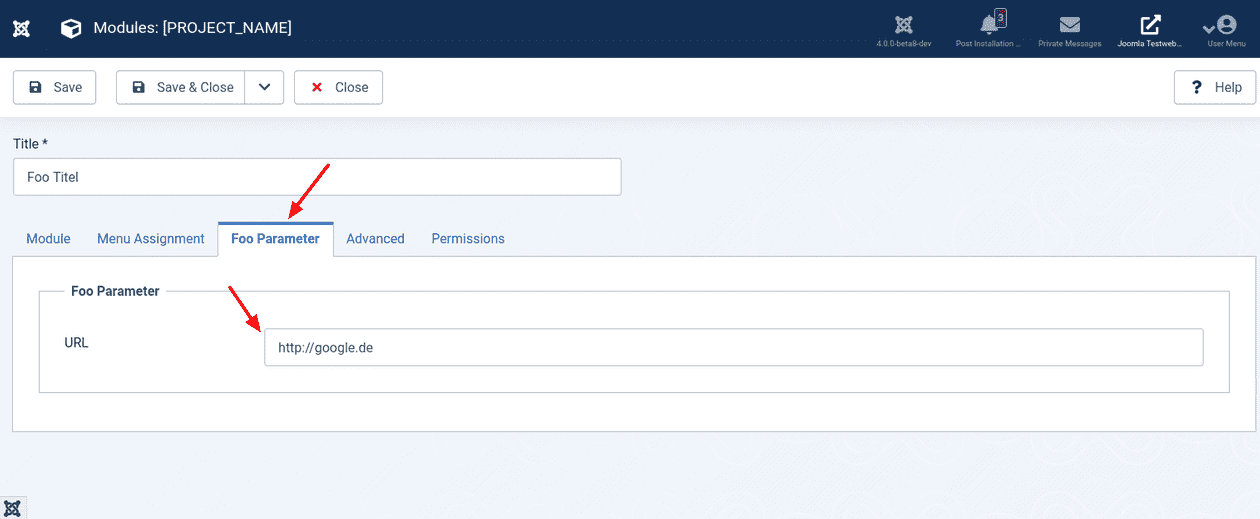 Modules: [PROJECT_NAME]
3
4.0.0-beta8-dev
Post Installation ...
Private Messages
Joomla Testweb...
User Menu
Save
Save & Close
Close
Help
Title *
Foo Titel
Module
Menu Assignment
Foo Parameter
Advanced
Permissions
Foo Parameter
URL
http://google.de